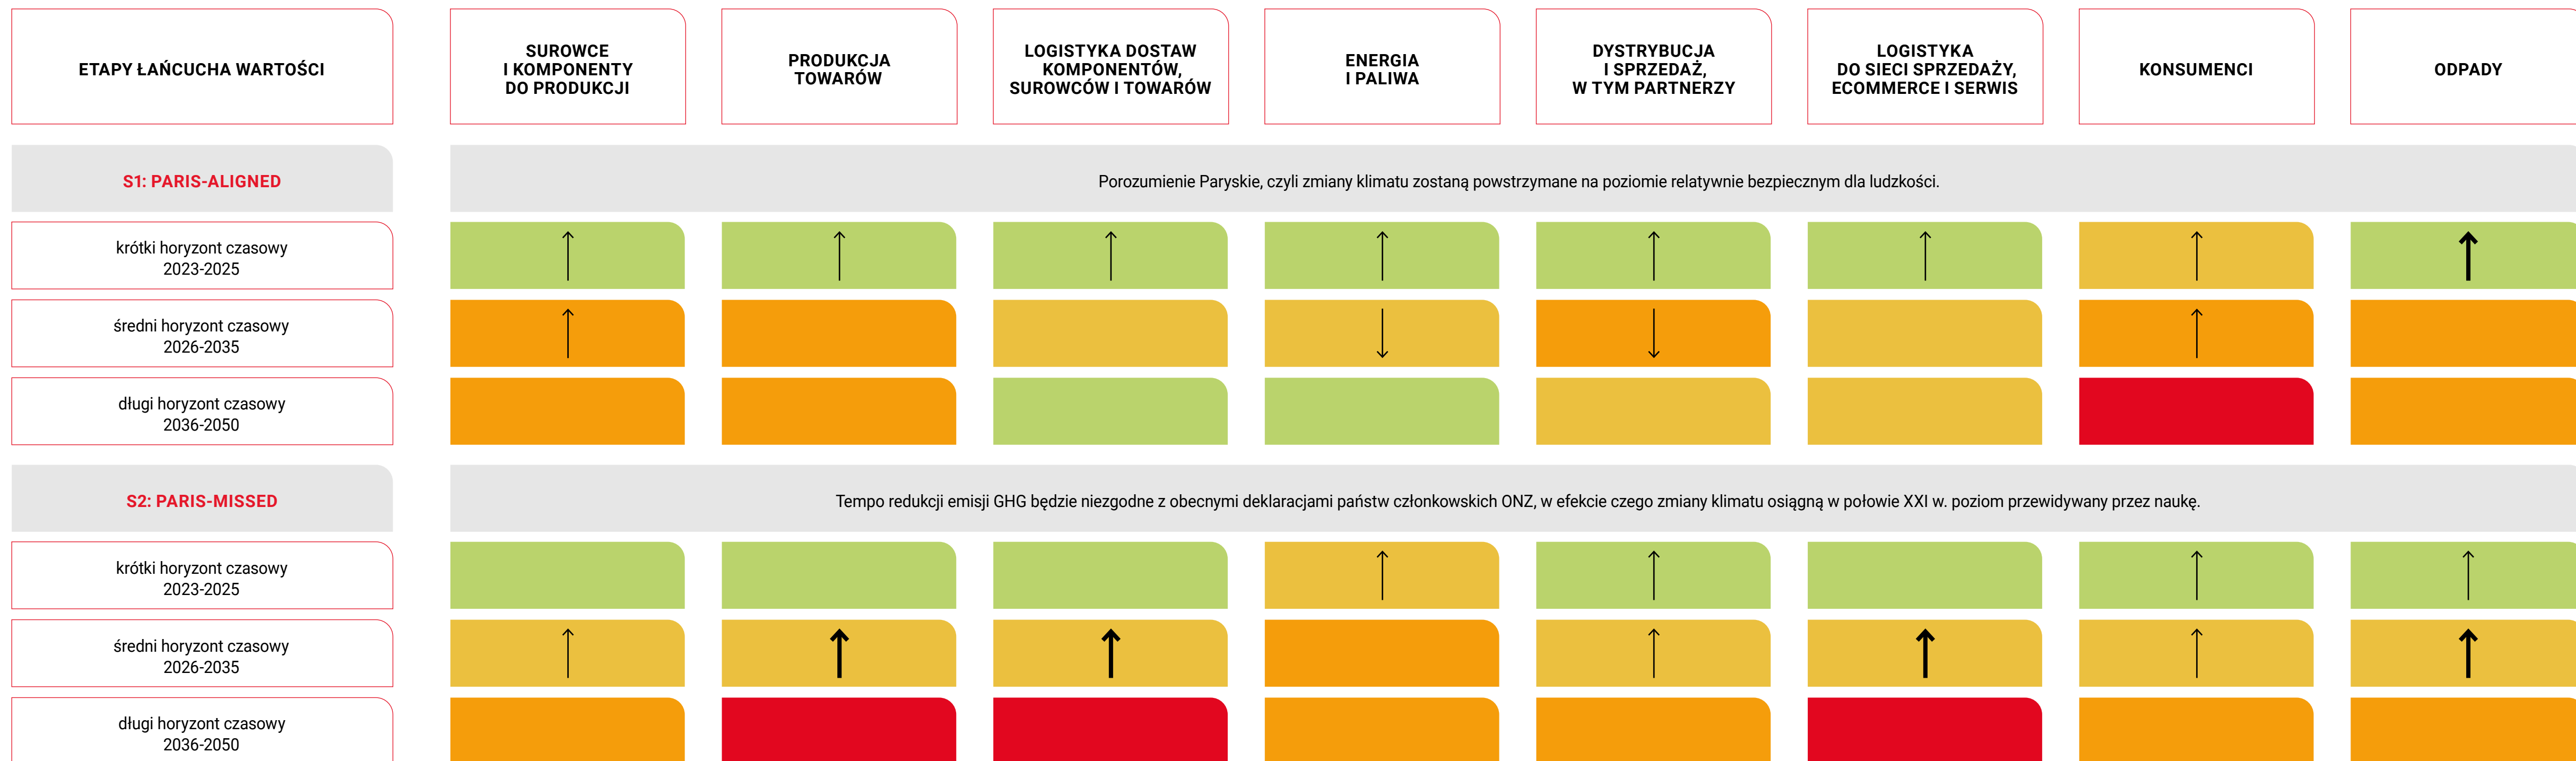 ETAPY ŁAŃCUCHA WARTOŚCI
SUROWCE
I KOMPONENTY
DO PRODUKCJI
PRODUKCJA
TOWARÓW
LOGISTYKA DOSTAW
KOMPONENTÓW,
SUROWCÓW I TOWARÓW
ENERGIA
I PALIWA
DYSTRYBUCJA
I SPRZEDAŻ,
W TYM PARTNERZY
LOGISTYKA
DO SIECI SPRZEDAŻY,
ECOMMERCE I SERWIS
KONSUMENCI
ODPADY
S1: PARIS-ALIGNED
Porozumienie Paryskie, czyli zmiany klimatu zostaną powstrzymane na poziomie relatywnie bezpiecznym dla ludzkości.
krótki horyzont czasowy
2023-2025
średni horyzont czasowy
2026-2035
długi horyzont czasowy
2036-2050
S2: PARIS-MISSED
Tempo redukcji emisji GHG będzie niezgodne z obecnymi deklaracjami państw członkowskich ONZ, w efekcie czego zmiany klimatu osiągną w połowie XXI w. poziom przewidywany przez naukę.
krótki horyzont czasowy
2023-2025
średni horyzont czasowy
2026-2035
długi horyzont czasowy
2036-2050